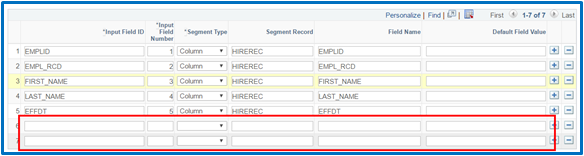 Personalize | Find | First 1-7 of 7 Last
*Input Field ID *Input Field Number *Segment Type Segment Record Field Name Default Field Value
1 EMPLID 1 Column HIREREC EMPLID
2 EMPL_RCD 2 Column HIREREC EMPL_RCD
3 FIRST_NAME 3 Column HIREREC FIRST_NAME
4 LAST_NAME 4 Column HIREREC LAST_NAME
5 EFFDT 5 Column HIREREC EFFDT
6
7